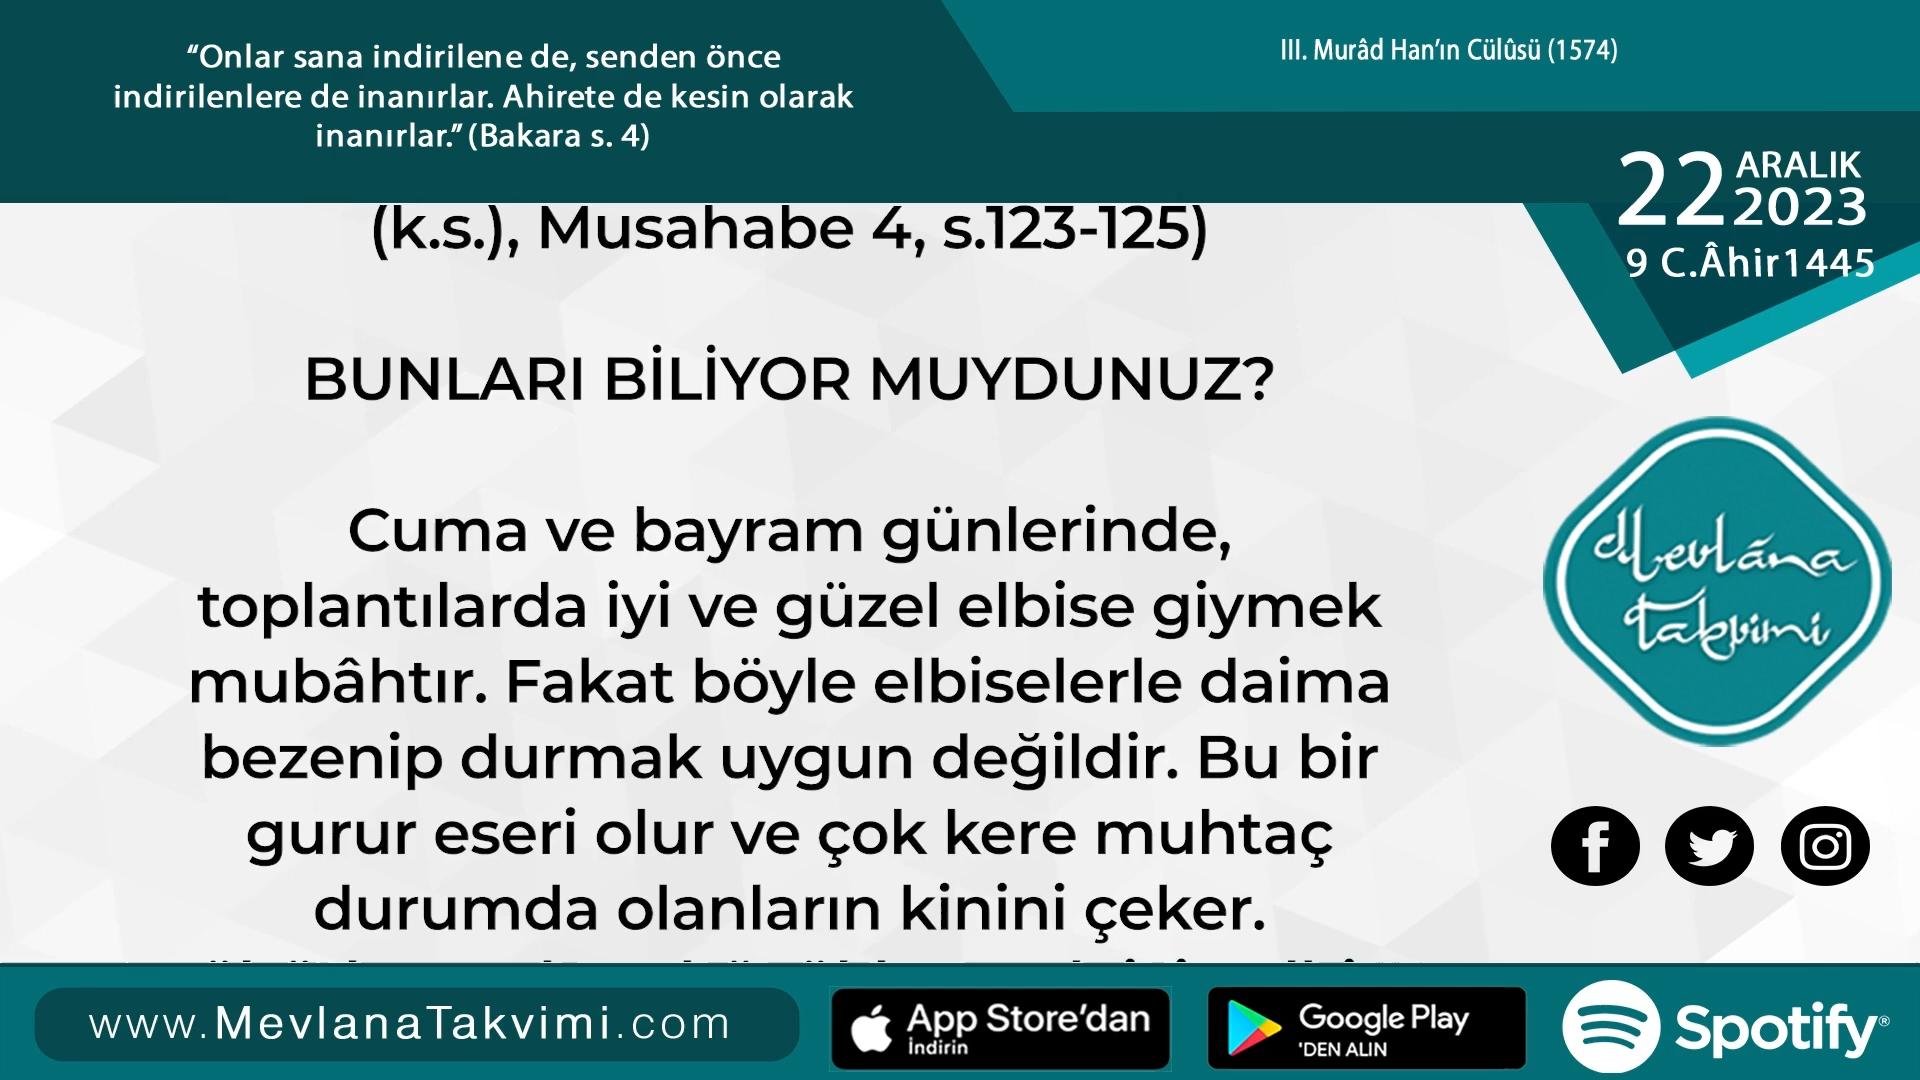 “Onlar sana indirilene de, senden önce
indirilenlere de inanırlar. Ahirete de kesin olarak
inanırlar.” (Bakara s. 4)
III. Murâd Han’ın Cülûsü (1574)
22 ARALIK
2023
9 C.Âhir1445
(k.s.), Musahabe 4, s.123-125)
BUNLARI BİLİYOR MUYDUNUZ?
Cuma ve bayram günlerinde,
toplantılarda iyi ve güzel elbise giymek
mubâhtır. Fakat böyle elbiselerle daima
bezenip durmak uygun değildir. Bu bir
gurur eseri olur ve çok kere muhtaç
durumda olanların kinini çeker.
Mevlâna
Takvimi
www.MevlanaTakvimi.com
App Store’dan
İndirin
Google Play
'DEN ALIN
Spotify®